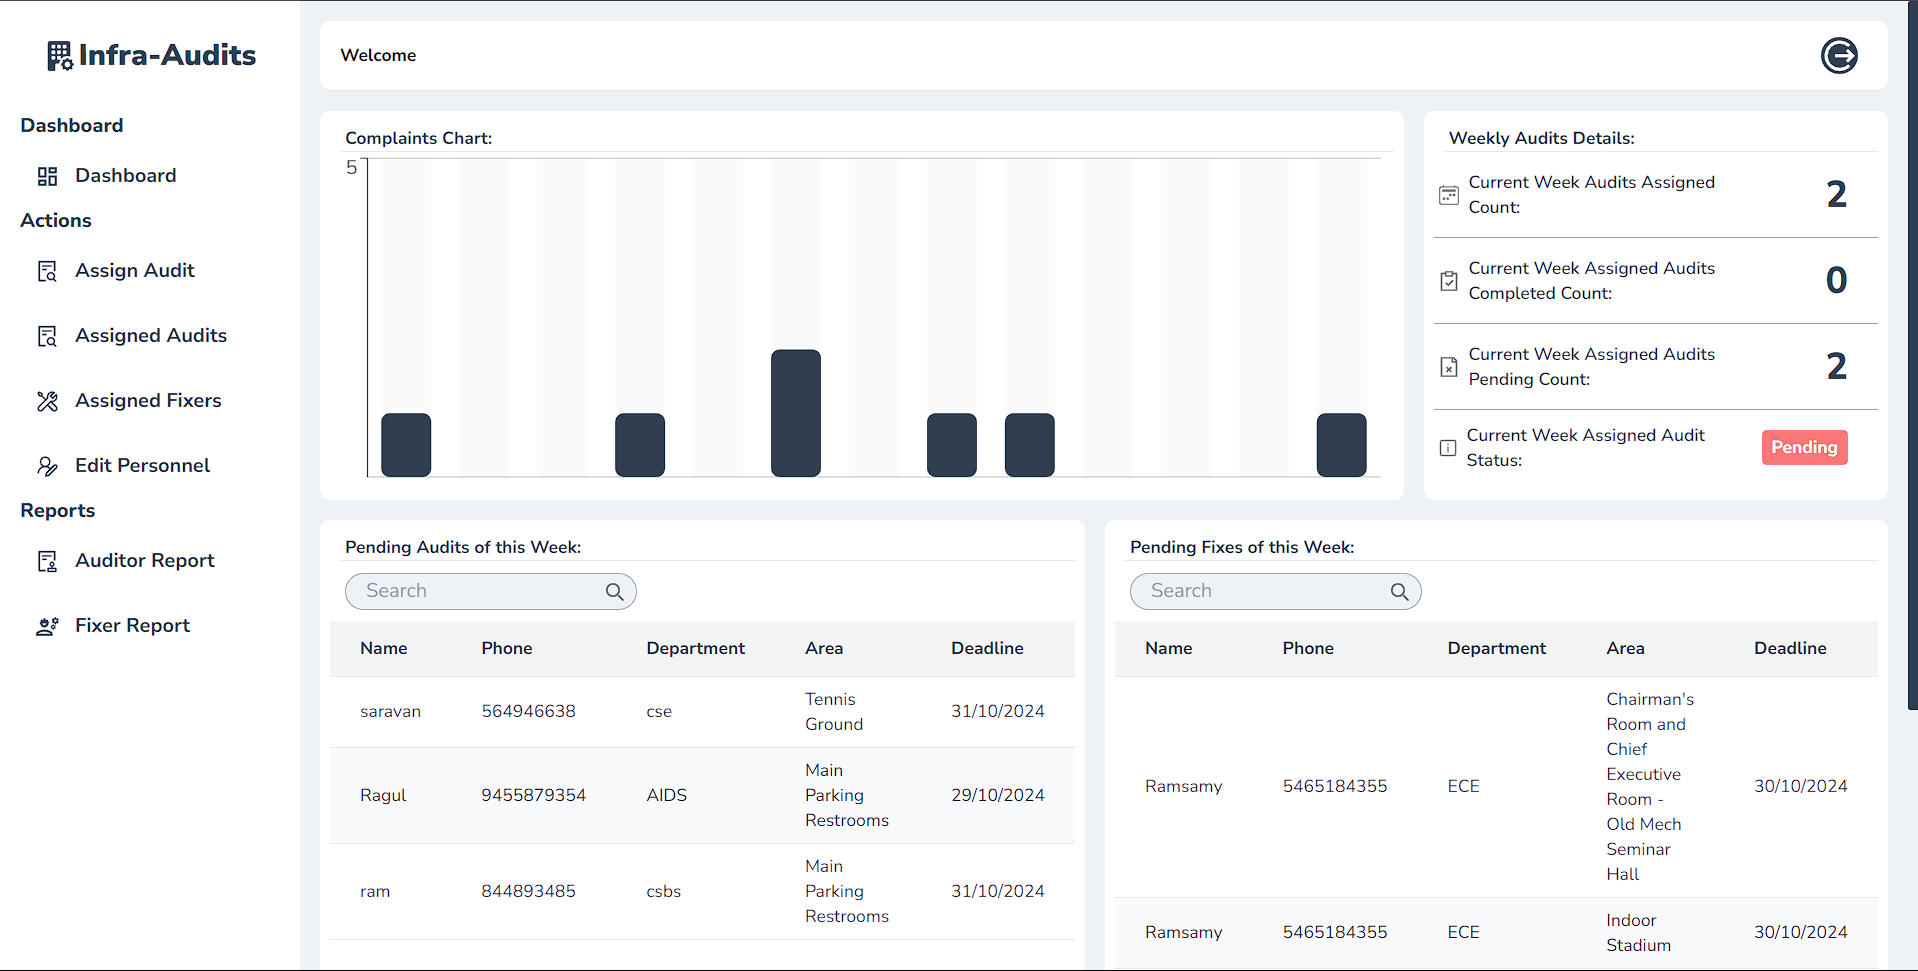 Infra-Audits
Dashboard
Dashboard
Actions
Assign Audit
Assigned Audits
Assigned Fixers
Edit Personnel
Reports
Auditor Report
Fixer Report
Welcome
Complaints Chart:
5
Weekly Audits Details:
Current Week Audits Assigned
Count:
2
Current Week Assigned Audits
Completed Count:
0
Current Week Assigned Audits
Pending Count:
2
Current Week Assigned Audit
Status:
Pending
Pending Audits of this Week:
Search
Name Phone Department Area Deadline
saravan 564946638 cse Tennis
Ground 31/10/2024
Ragul 9455879354 AIDS Main
Parking
Restrooms 29/10/2024
ram 844893485 csbs Main
Parking
Restrooms 31/10/2024
Pending Fixes of this Week:
Search
Name Phone Department Area Deadline
Ramsamy 5465184355 ECE Chairman's
Room and
Chief
Executive
Room -
Old Mech
Seminar
Hall 30/10/2024
Ramsamy 5465184355 ECE Indoor
Stadium 30/10/2024